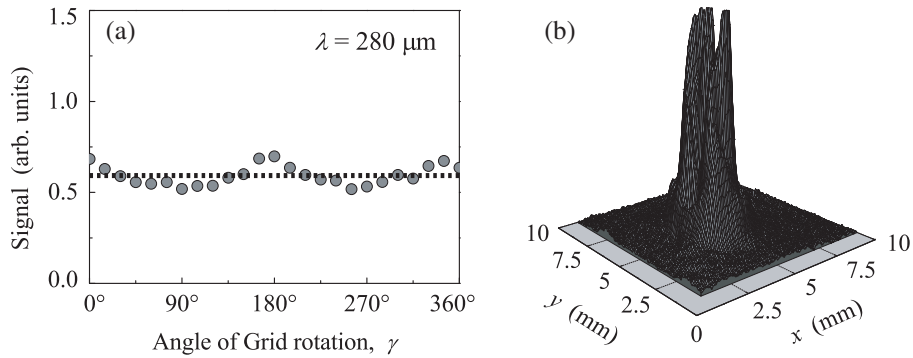 (a)
λ = 280 μm
1.5
1.0
0.5
0.0
Signal (arb. units)
0° 90° 180° 270° 360°
Angle of Grid rotation, γ
(b)
10
7.5
5
2.5
0
y (mm)
2.5
5
7.5
10
x (mm)